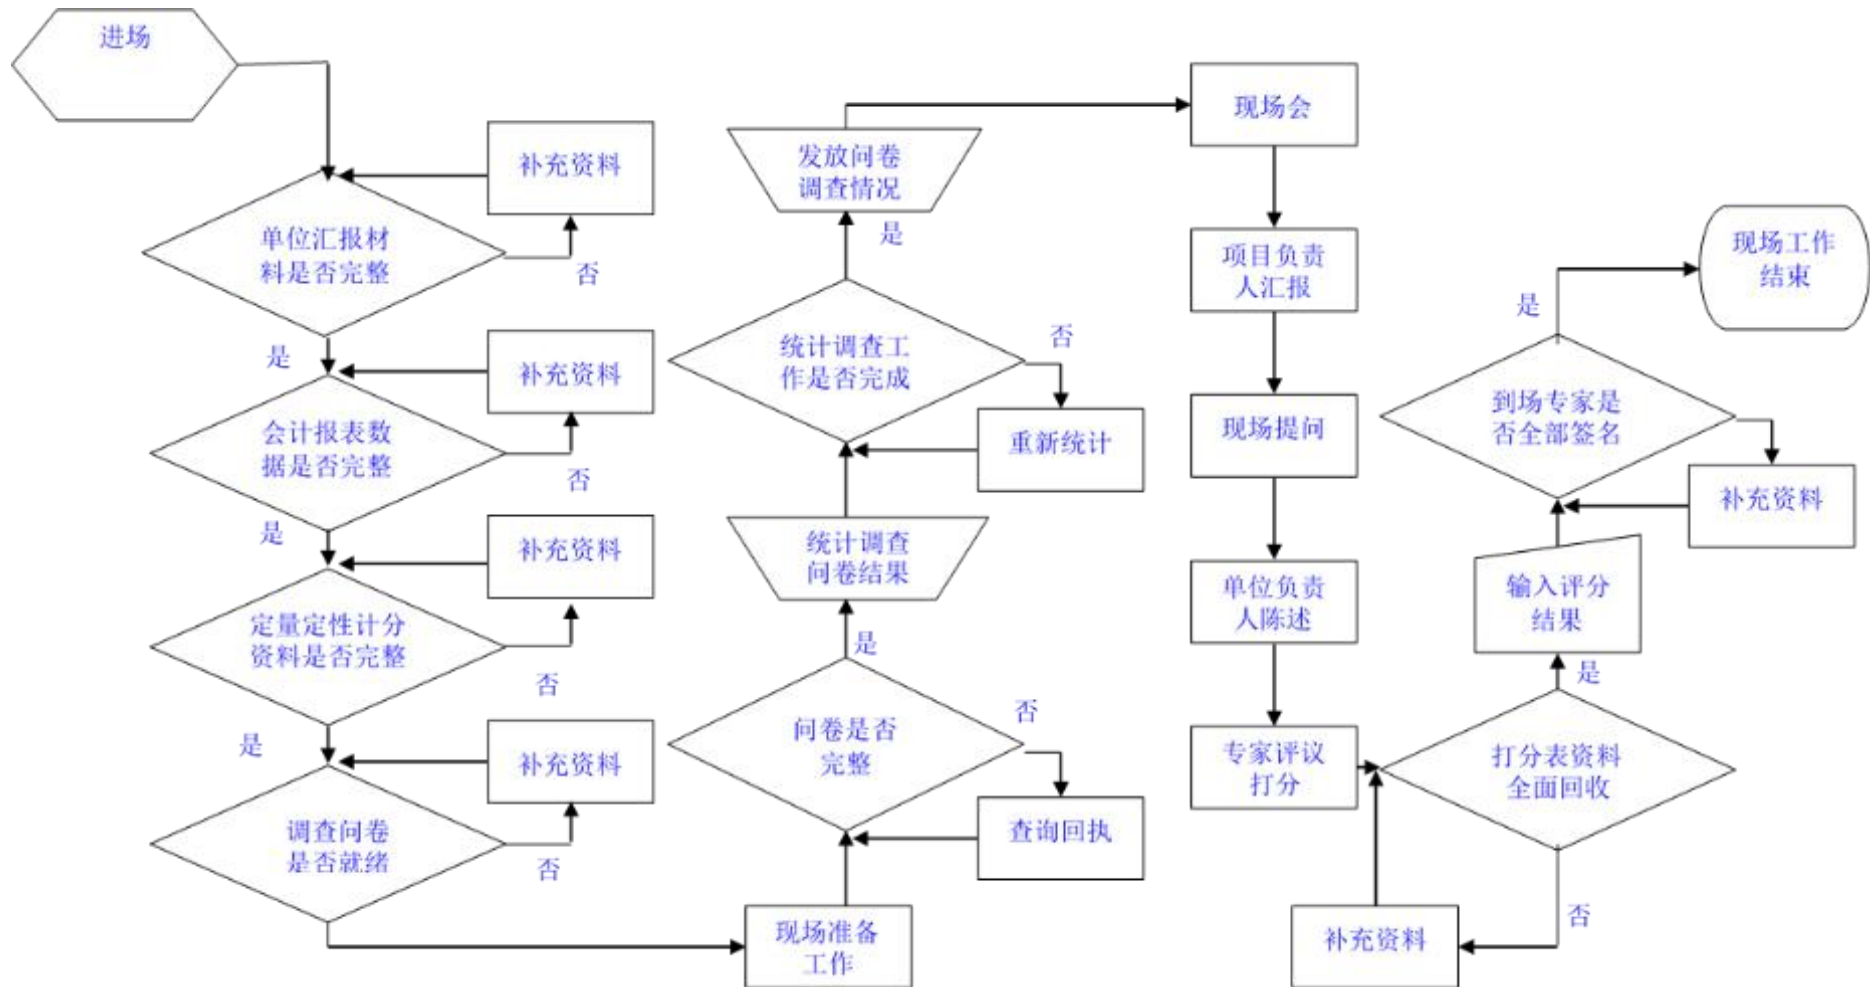 进场
补充资料
单位汇报材
料是否完整
否
是
补充资料
会计报表数
据是否完整
否
是
补充资料
定量定性计分
资料是否完整
否
是
补充资料
调查问卷
是否就绪
否
现场准备
工作
问卷是否
完整
否
查询回执
是
统计调查
问卷结果
统计调查工
作是否完成
否
重新统计
是
发放问卷
调查情况
现场会
项目负责
人汇报
现场提问
单位负责
人陈述
专家评议
打分
打分表资料
全面回收
否
补充资料
是
输入评分
结果
到场专家是
否全部签名
补充资料
是
现场工作
结束